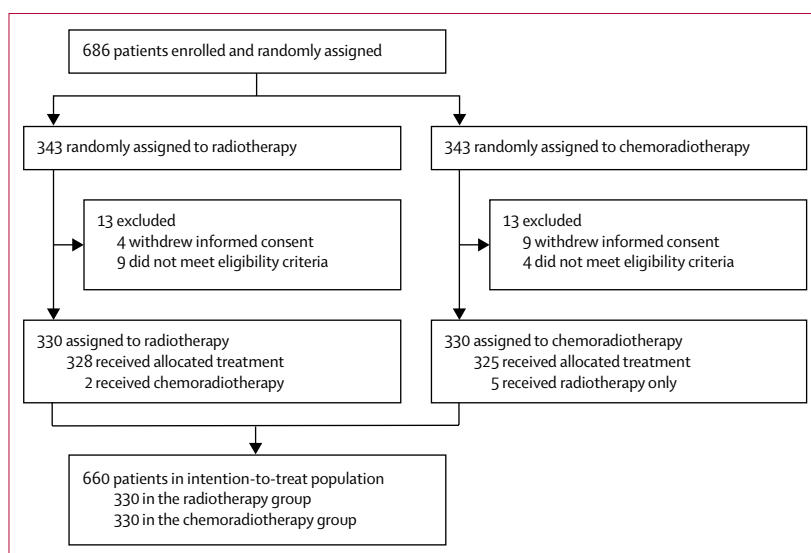 686 patients enrolled and randomly assigned
343 randomly assigned to radiotherapy
343 randomly assigned to chemoradiotherapy
13 excluded
4 withdrew informed consent
9 did not meet eligibility criteria
13 excluded
9 withdrew informed consent
4 did not meet eligibility criteria
330 assigned to radiotherapy
328 received allocated treatment
2 received chemoradiotherapy
330 assigned to chemoradiotherapy
325 received allocated treatment
5 received radiotherapy only
660 patients in intention-to-treat population
330 in the radiotherapy group
330 in the chemoradiotherapy group